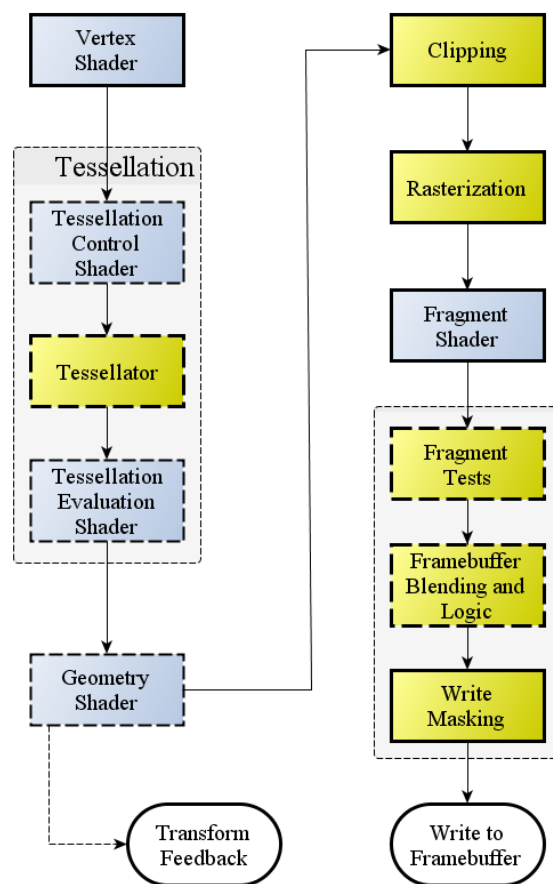 Vertex
Shader
Tessellation
Tessellation
Control
Shader
Tessellator
Tessellation
Evaluation
Shader
Geometry
Shader
Transform
Feedback
Clipping
Rasterization
Fragment
Shader
Fragment
Tests
Framebuffer
Blending and
Logic
Write
Masking
Write to
Framebuffer